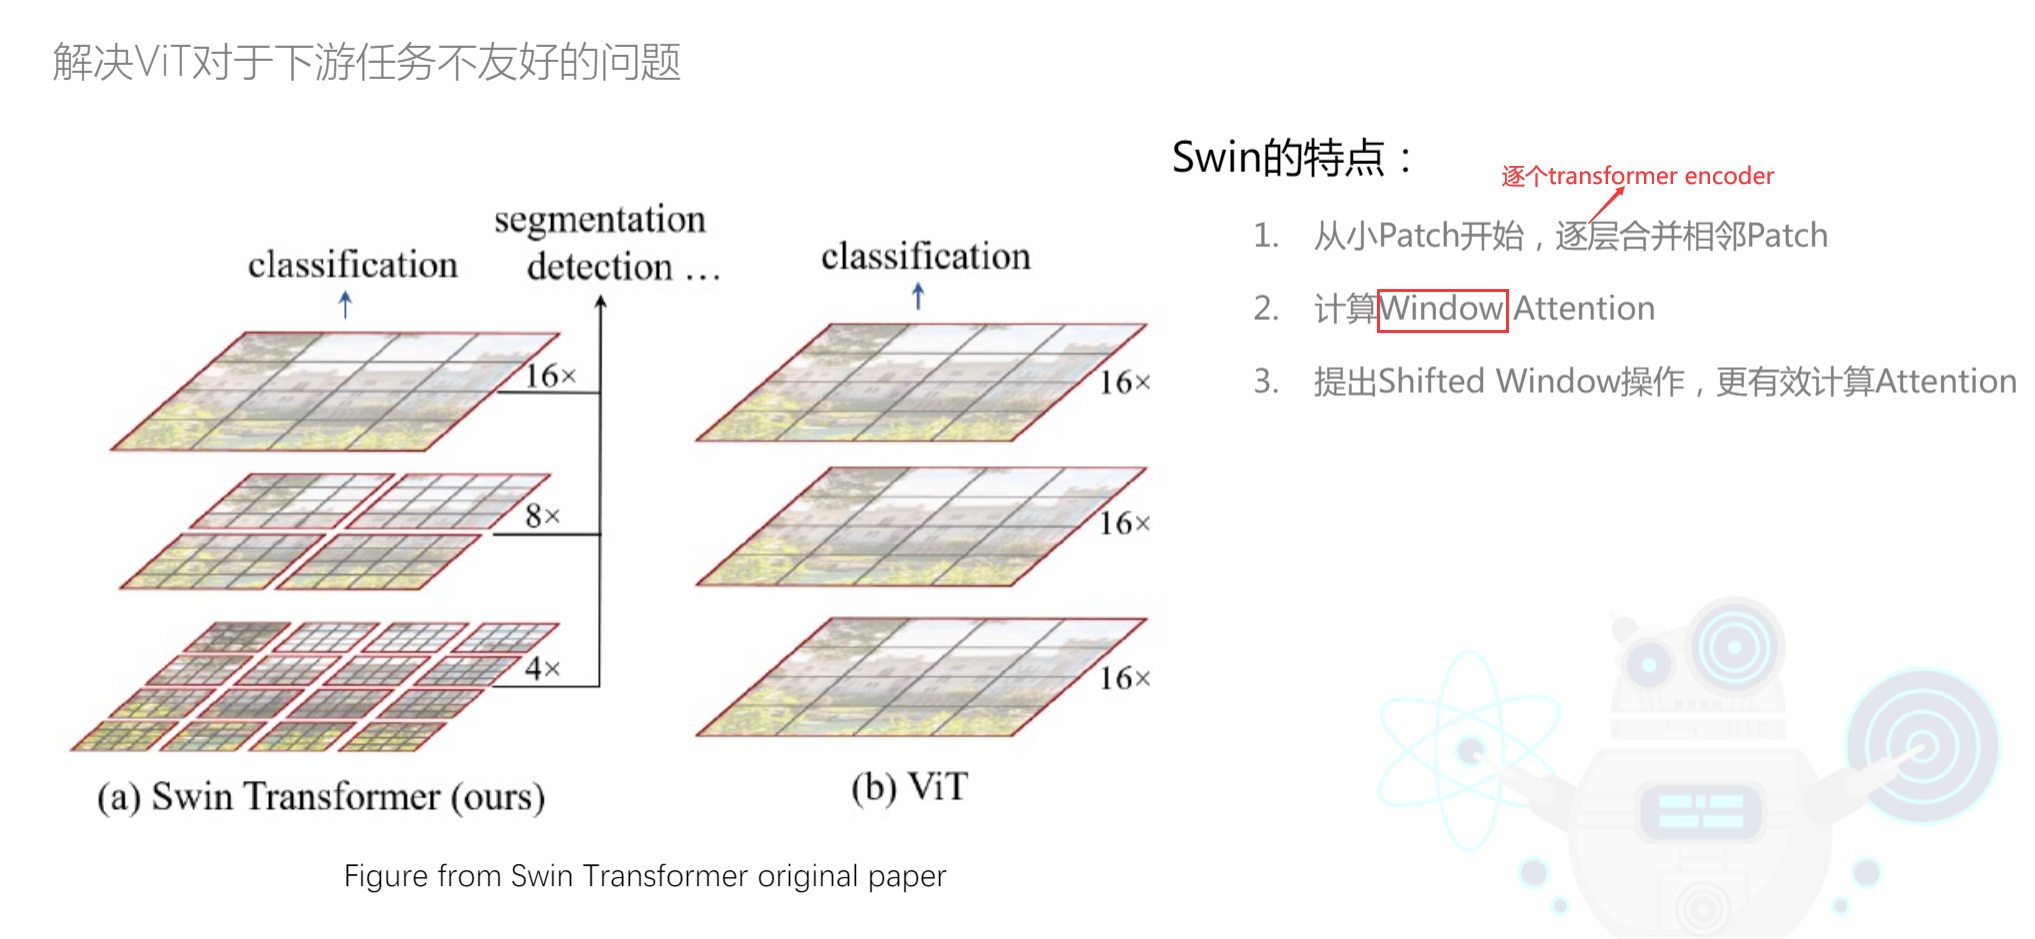 解决ViT对于下游任务不友好的问题
classification
segmentation
detection ...
16×
8×
4×
(a) Swin Transformer (ours)
classification
16×
16×
16×
(b) ViT
Figure from Swin Transformer original paper
Swin的特点：
逐个transformer encoder
1. 从小Patch开始，逐层合并相邻Patch
2. 计算Window Attention
3. 提出Shifted Window操作，更有效计算Attention